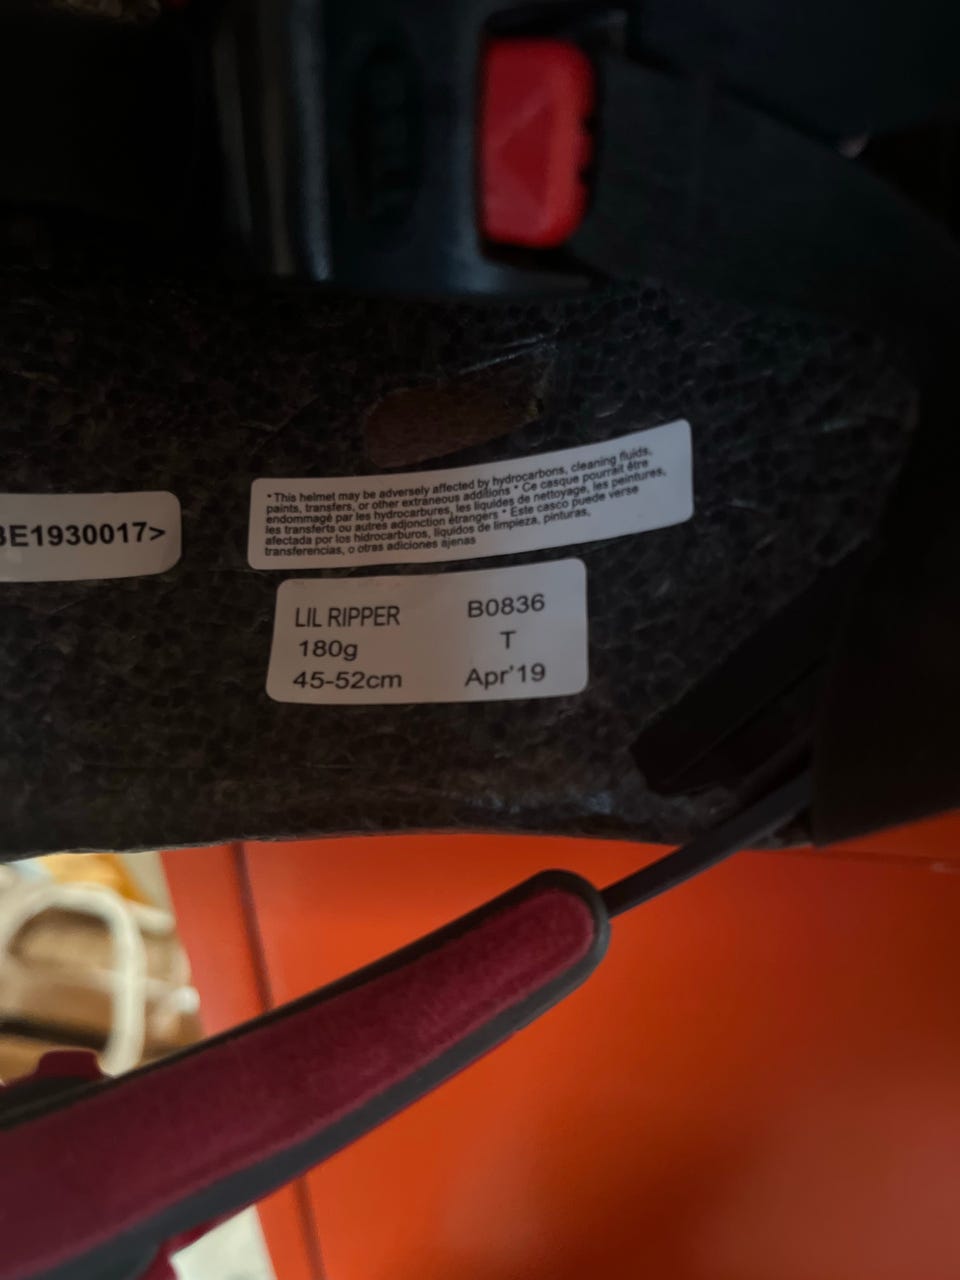 3E1930017>
*This helmet may be adversely affected by hydrocarbons, cleaning fluids,
paints, transfers, or other extraneous additions * Ce casque pourrait être
endommagé par les hydrocarbures, les liquides de nettoyage, les peintures,
les transferts ou autres adjonction étrangers * Este casco puede verse
afectada por los hidrocarburos, líquidos de limpieza, pinturas,
transferencias, o otras adiciones ajenas
LIL RIPPER B0836
180g T
45-52cm Apr'19